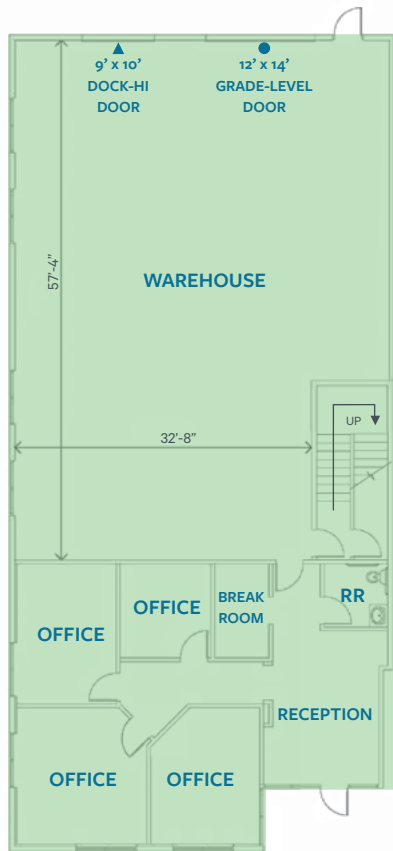 9' x 10'
DOCK-HI
DOOR
12' x 14'
GRADE-LEVEL
DOOR
57'-4"
WAREHOUSE
UP
32'-8"
OFFICE
OFFICE
BREAK
ROOM
RR
RECEPTION
OFFICE
OFFICE